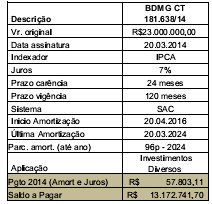 BDMG CT
Descrição 181.638/14
Vr. original R$23.000.000,00
Data assinatura 20.03.2014
Indexador IPCA
Juros 7%
Prazo carência 24 meses
Prazo vigência 120 meses
Sistema SAC
Início Amortização 20.04.2016
Última Amortização 20.03.2024
Parc. amort. (até ano) 96p - 2024
Aplicação Investimentos Diversos
Pgto 2014 (Amort e Juros) R$ 57.803,11
Saldo a Pagar R$ 13.172.741,70